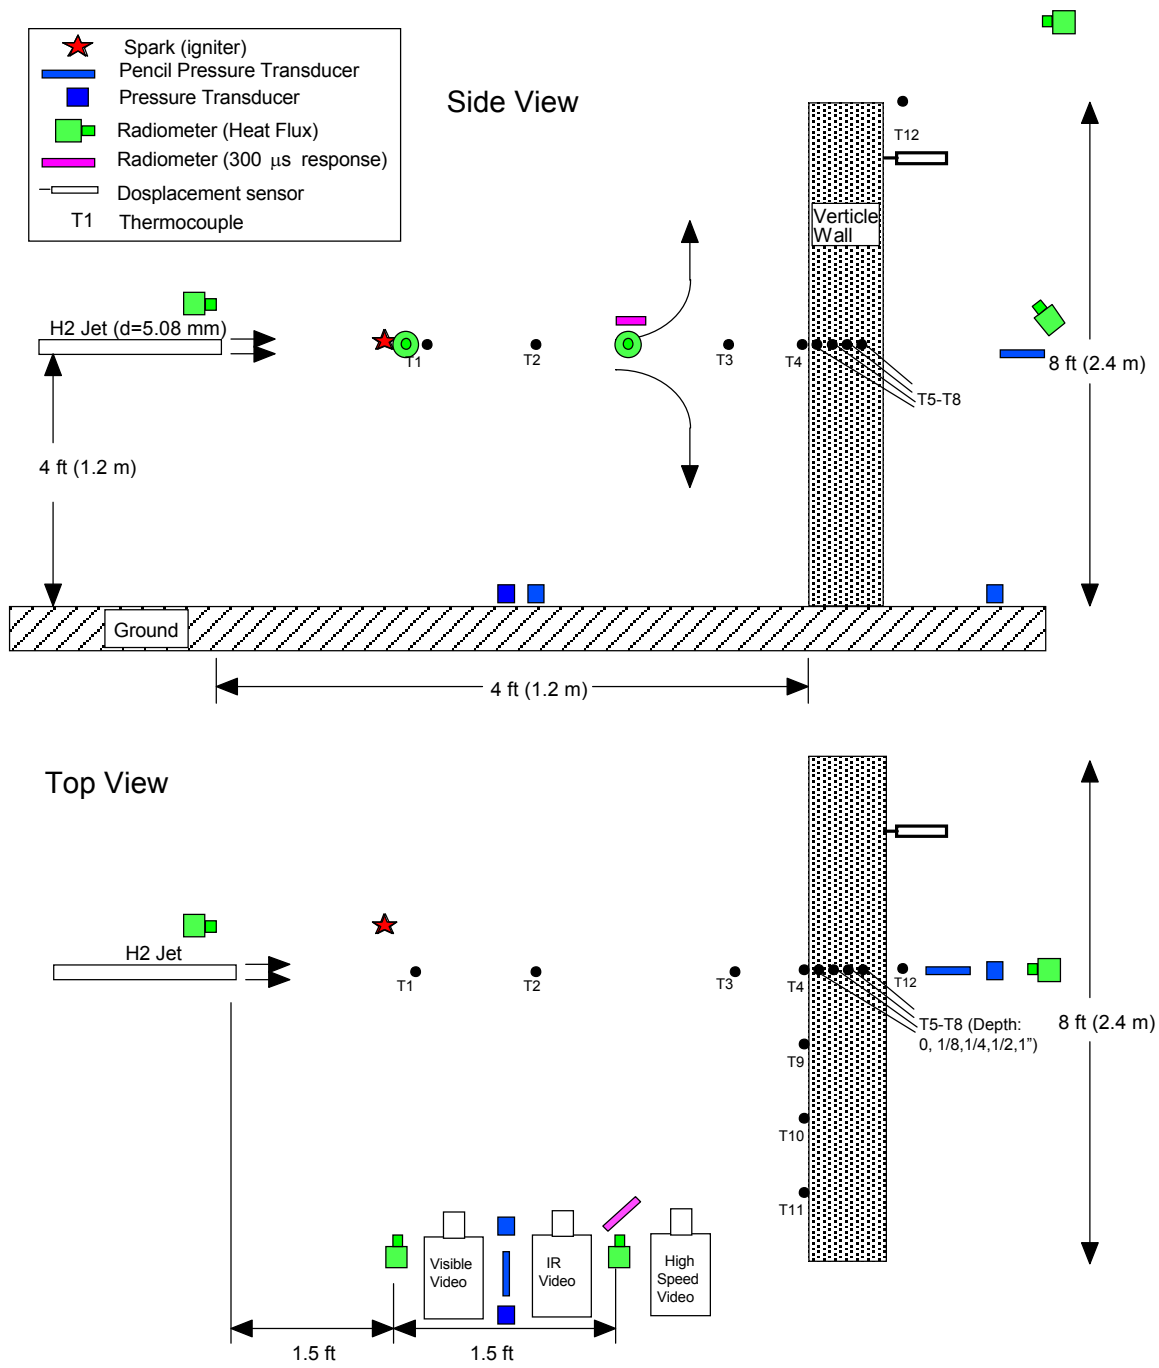 Spark (igniter)
Pencil Pressure Transducer
Pressure Transducer
Radiometer (Heat Flux)
Radiometer (300 μs response)
Dosplacement sensor
T1 Thermocouple
Side View
T12
Verticle
Wall
H2 Jet (d=5.08 mm)
T1
T2
T3
T4
T5-T8
8 ft (2.4 m)
4 ft (1.2 m)
Ground
4 ft (1.2 m)
Top View
H2 Jet
T1
T2
T3
T4
T12
T5-T8 (Depth:
0, 1/8,1/4,1/2,1”)
8 ft (2.4 m)
T9
T10
T11
Visible
Video
IR
Video
High
Speed
Video
1.5 ft
1.5 ft